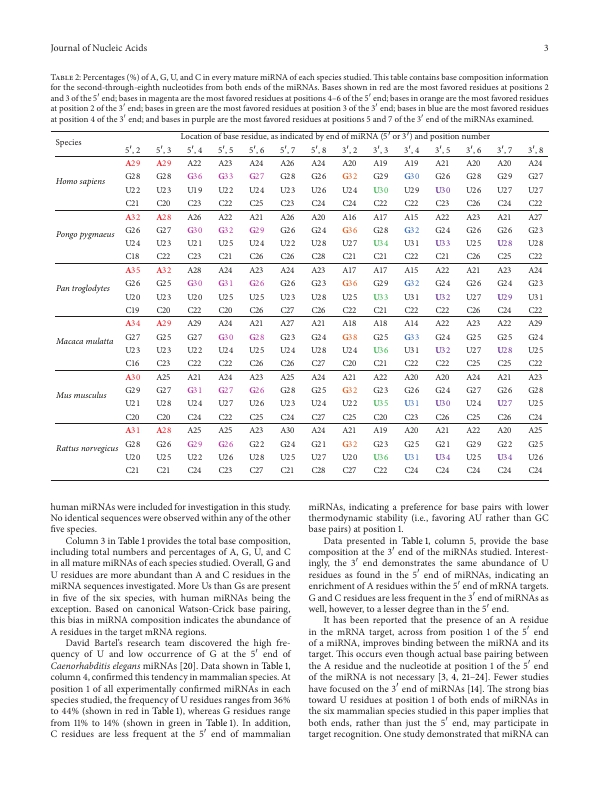 Journal of Nucleic Acids 3
Table 2: Percentages (%) of A, G, U, and C in every mature miRNA of each species studied. This table contains base composition information
for the second-through-eighth nucleotides from both ends of the miRNAs. Bases shown in red are the most favored residues at positions 2
and 3 of the 5′ end; bases in magenta are the most favored residues at positions 4–6 of the 5′ end; bases in orange are the most favored residues
at position 2 of the 3′ end; bases in green are the most favored residues at position 3 of the 3′ end; bases in blue are the most favored residues
at position 4 of the 3′ end; and bases in purple are the most favored residues at positions 5 and 7 of the 3′ end of the miRNAs examined.
Species Location of base residue, as indicated by end of miRNA (5′ or 3′) and position number
5′, 2 5′, 3 5′, 4 5′, 5 5′, 6 5′, 7 5′, 8 3′, 2 3′, 3 3′, 4 3′, 5 3′, 6 3′, 7 3′, 8
A29 A29 A22 A23 A24 A26 A24 A20 A19 A19 A21 A20 A20 A24
Homo sapiens G28 G28 G36 G33 G27 G28 G26 G32 G29 G30 G26 G28 G29 G27
U22 U23 U19 U22 U24 U23 U26 U24 U30 U29 U30 U26 U27 U27
C21 C20 C23 C22 C25 C23 C24 C24 C22 C22 C23 C26 C24 C22
A32 A28 A26 A22 A21 A26 A20 A16 A17 A15 A22 A23 A21 A27
Pongo pygmaeus G26 G27 G30 G32 G29 G26 G24 G36 G28 G32 G24 G26 G26 G23
U24 U23 U21 U25 U24 U22 U28 U27 U34 U31 U33 U25 U28 U28
C18 C22 C23 C21 C26 C26 C28 C21 C21 C22 C21 C26 C25 C22
A35 A32 A28 A24 A23 A24 A23 A17 A17 A15 A22 A21 A23 A24
Pan troglodytes G26 G25 G30 G31 G26 G23 G23 G36 G29 G32 G24 G26 G24 G23
U20 U23 U20 U25 U25 U23 U28 U25 U33 U31 U32 U27 U29 U31
C19 C20 C22 C20 C26 C27 C26 C22 C21 C22 C22 C26 C24 C22
A34 A29 A29 A24 A21 A27 A21 A18 A18 A14 A22 A23 A22 A29
Macaca mulatta G27 G25 G27 G30 G28 G23 G24 G38 G25 G33 G24 G25 G25 G24
U23 U23 U22 U24 U25 U24 U28 U24 U36 U31 U32 U27 U28 U25
C16 C23 C22 C22 C26 C26 C27 C20 C21 C22 C22 C25 C25 C22
A30 A25 A21 A24 A23 A25 A24 A21 A22 A20 A20 A24 A21 A23
Mus musculus G29 G27 G31 G27 G26 G28 G25 G32 G23 G26 G24 G27 G26 G28
U21 U28 U24 U27 U26 U23 U24 U22 U35 U31 U30 U24 U27 U25
C20 C20 C24 C22 C25 C24 C27 C25 C20 C23 C26 C25 C26 C24
A31 A28 A25 A25 A23 A30 A24 A21 A19 A20 A21 A22 A20 A25
Rattus norvegicus G28 G26 G29 G26 G22 G24 G21 G32 G23 G25 G21 G29 G22 G25
U20 U25 U22 U26 U28 U25 U27 U20 U36 U31 U34 U25 U34 U26
C21 C21 C24 C23 C27 C21 C28 C27 C22 C24 C24 C24 C24 C24
human miRNAs were included for investigation in this study.
No identical sequences were observed within any of the other
five species.
Column 3 in Table 1 provides the total base composition,
including total numbers and percentages of A, G, U, and C
in all mature miRNAs of each species studied. Overall, G and
U residues are more abundant than A and C residues in the
miRNA sequences investigated. More Us than Gs are present
in five of the six species, with human miRNAs being the
exception. Based on canonical Watson-Crick base pairing,
this bias in miRNA composition indicates the abundance of
A residues in the target mRNA regions.
David Bartel's research team discovered the high fre-
quency of U and low occurrence of G at the 5′ end of
Caenorhabditis elegans miRNAs [20]. Data shown in Table 1,
column 4, confirmed this tendency in mammalian species. At
position 1 of all experimentally confirmed miRNAs in each
species studied, the frequency of U residues ranges from 36%
to 44% (shown in red in Table 1), whereas G residues range
from 11% to 14% (shown in green in Table 1). In addition,
C residues are less frequent at the 5′ end of mammalian
miRNAs, indicating a preference for base pairs with lower
thermodynamic stability (i.e., favoring AU rather than GC
base pairs) at position 1.
Data presented in Table 1, column 5, provide the base
composition at the 3′ end of the miRNAs studied. Interest-
ingly, the 3′ end demonstrates the same abundance of U
residues as found in the 5′ end of miRNAs, indicating an
enrichment of A residues within the 5′ end of mRNA targets.
G and C residues are less frequent in the 3′ end of miRNAs as
well, however, to a lesser degree than in the 5′ end.
It has been reported that the presence of an A residue
in the mRNA target, across from position 1 of the 5′ end
of a miRNA, improves binding between the miRNA and its
target. This occurs even though actual base pairing between
the A residue and the nucleotide at position 1 of the 5′ end
of the miRNA is not necessary [3, 4, 21–24]. Fewer studies
have focused on the 3′ end of miRNAs [14]. The strong bias
toward U residues at position 1 of both ends of miRNAs in
the six mammalian species studied in this paper implies that
both ends, rather than just the 5′ end, may participate in
target recognition. One study demonstrated that miRNA can